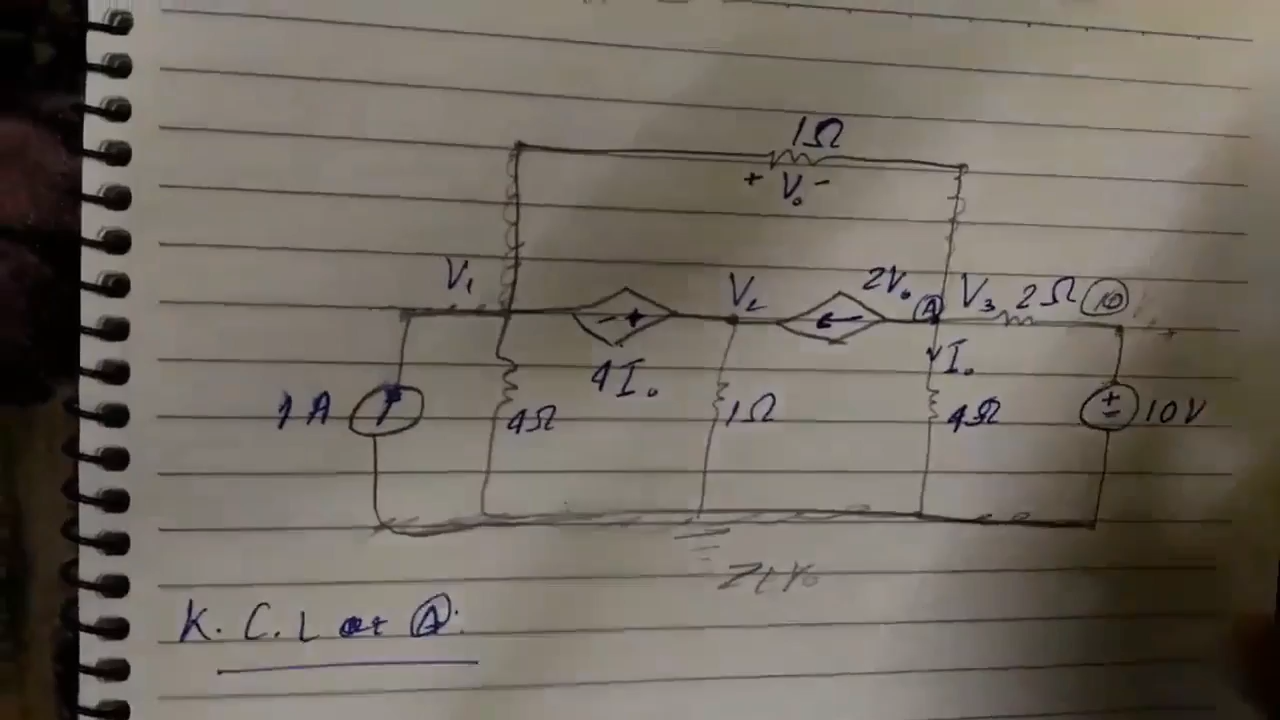 1Ω
+ V₀ -
V₁
V₂
2V₀
A
V₃
2Ω
10
- +
4I₀
I₀
1A
4Ω
1Ω
4Ω
+ -
10V
K. C. L at A: